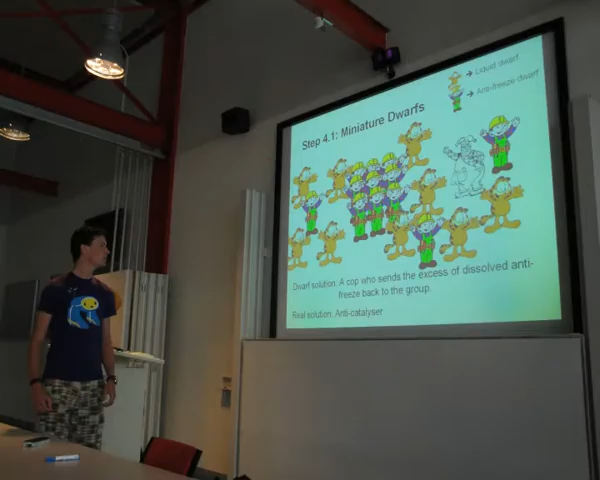 → Liquid dwarf
→ Anti-freeze dwarf
Step 4.1: Miniature Dwarfs
Dwarf solution: A cop who sends the excess of dissolved anti-
freeze back to the group.
Real solution: Anti-catalyser